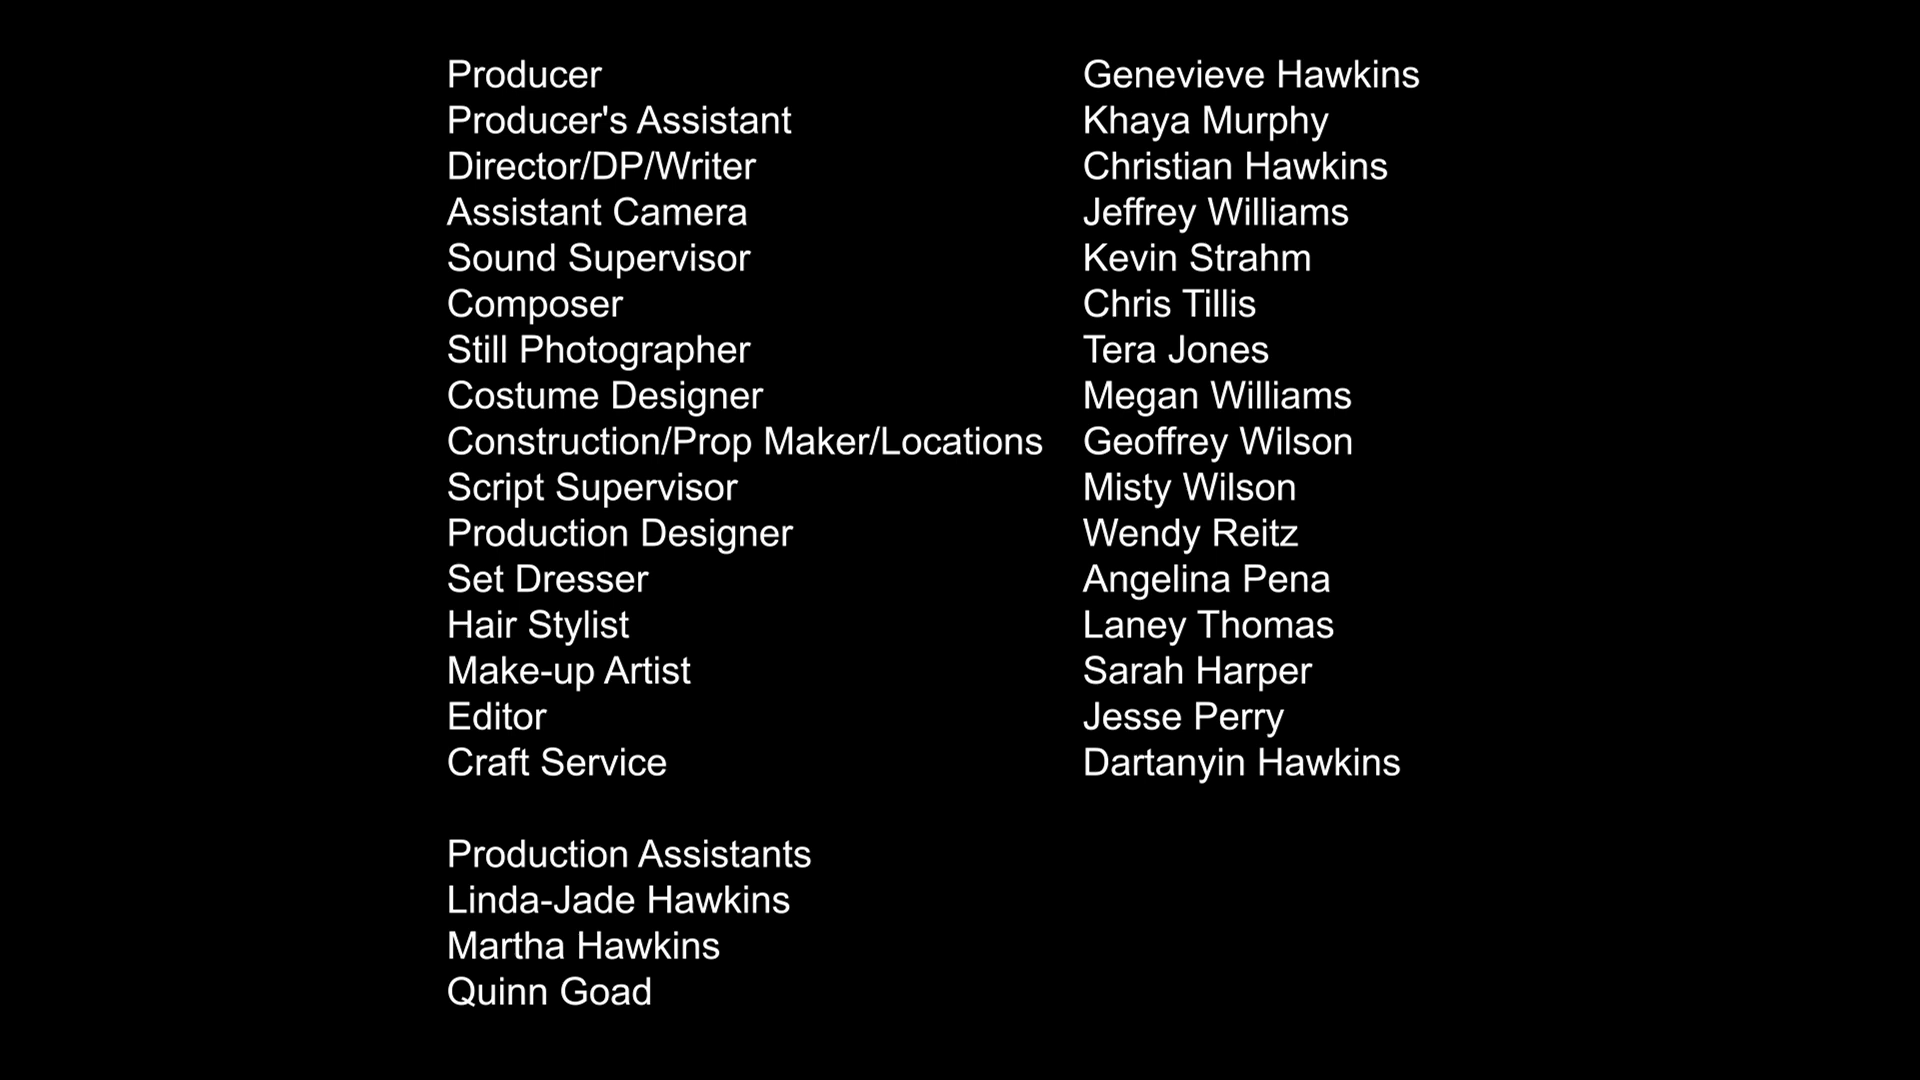 Producer Genevieve Hawkins
Producer's Assistant Khaya Murphy
Director/DP/Writer Christian Hawkins
Assistant Camera Jeffrey Williams
Sound Supervisor Kevin Strahm
Composer Chris Tillis
Still Photographer Tera Jones
Costume Designer Megan Williams
Construction/Prop Maker/Locations Geoffrey Wilson
Script Supervisor Misty Wilson
Production Designer Wendy Reitz
Set Dresser Angelina Pena
Hair Stylist Laney Thomas
Make-up Artist Sarah Harper
Editor Jesse Perry
Craft Service Dartanyin Hawkins
Production Assistants
Linda-Jade Hawkins
Martha Hawkins
Quinn Goad